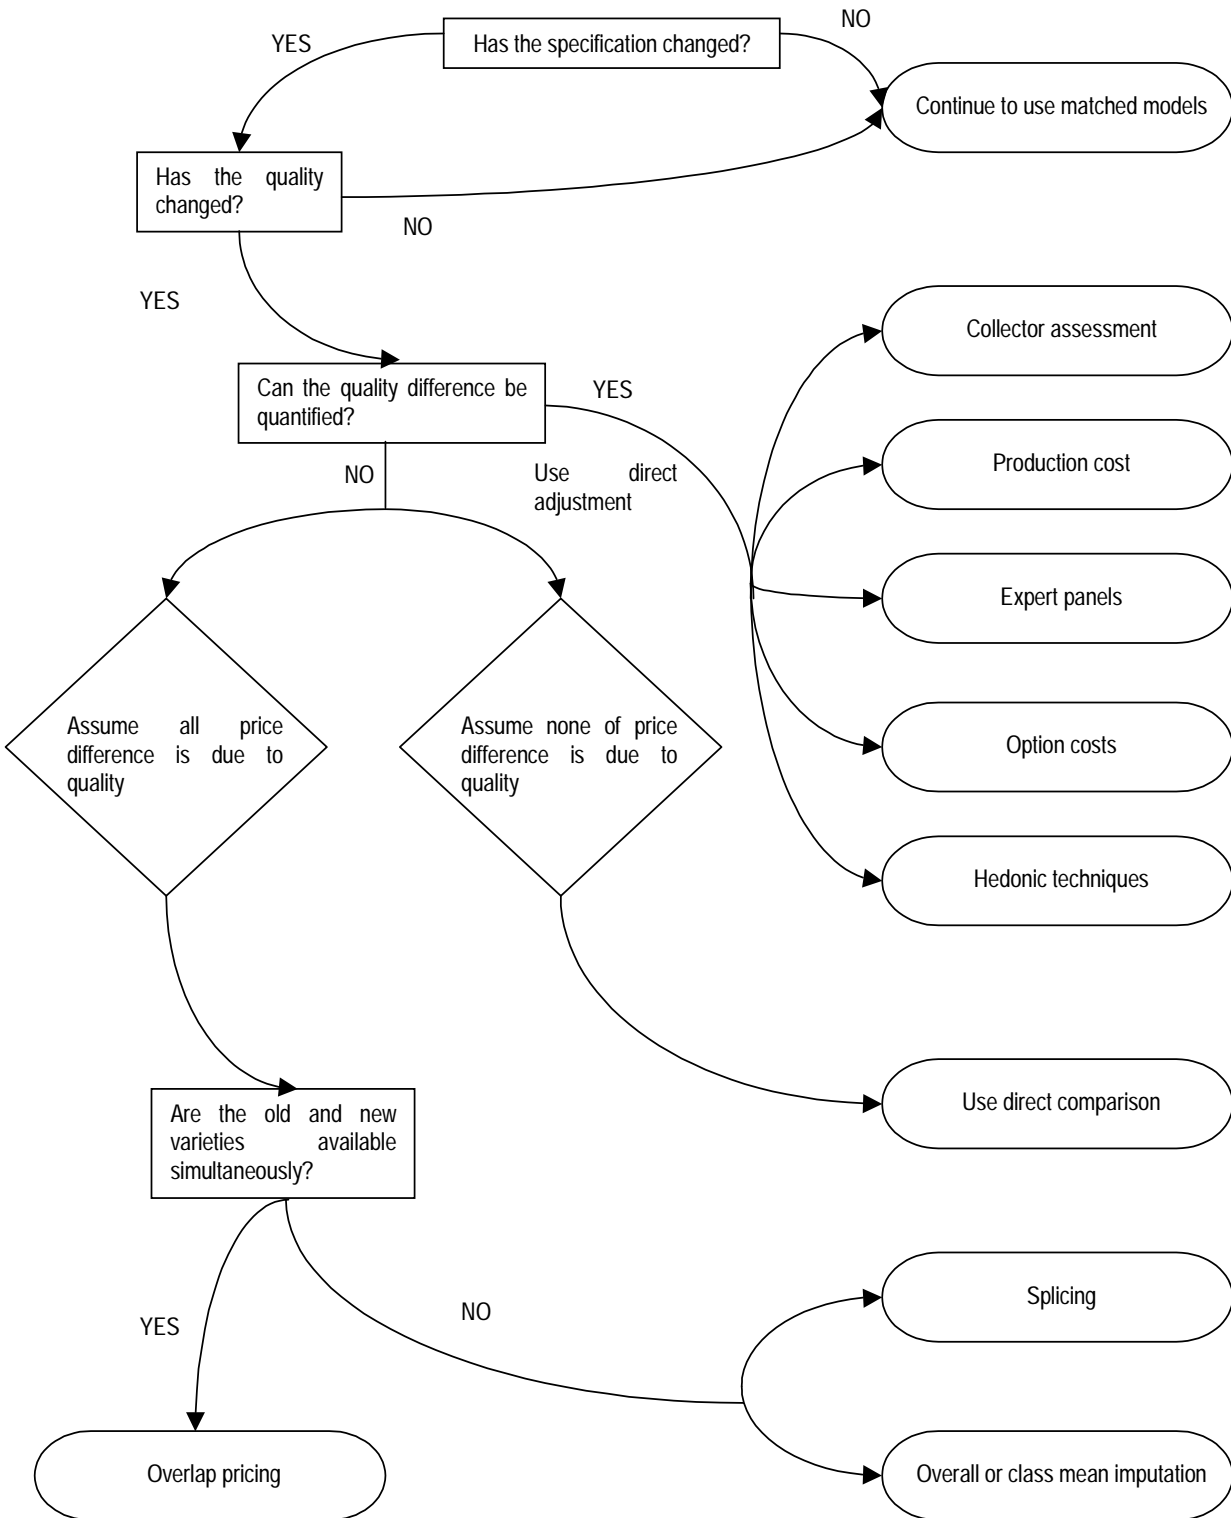 NO
YES
Has the specification changed?
Continue to use matched models
Has the quality
changed?
NO
YES
Collector assessment
Can the quality difference be
quantified?
YES
NO
Use direct
adjustment
Production cost
Expert panels
Assume all price
difference is due to
quality
Assume none of price
difference is due to
quality
Option costs
Hedonic techniques
Are the old and new
varieties available
simultaneously?
Use direct comparison
YES
NO
Splicing
Overlap pricing
Overall or class mean imputation